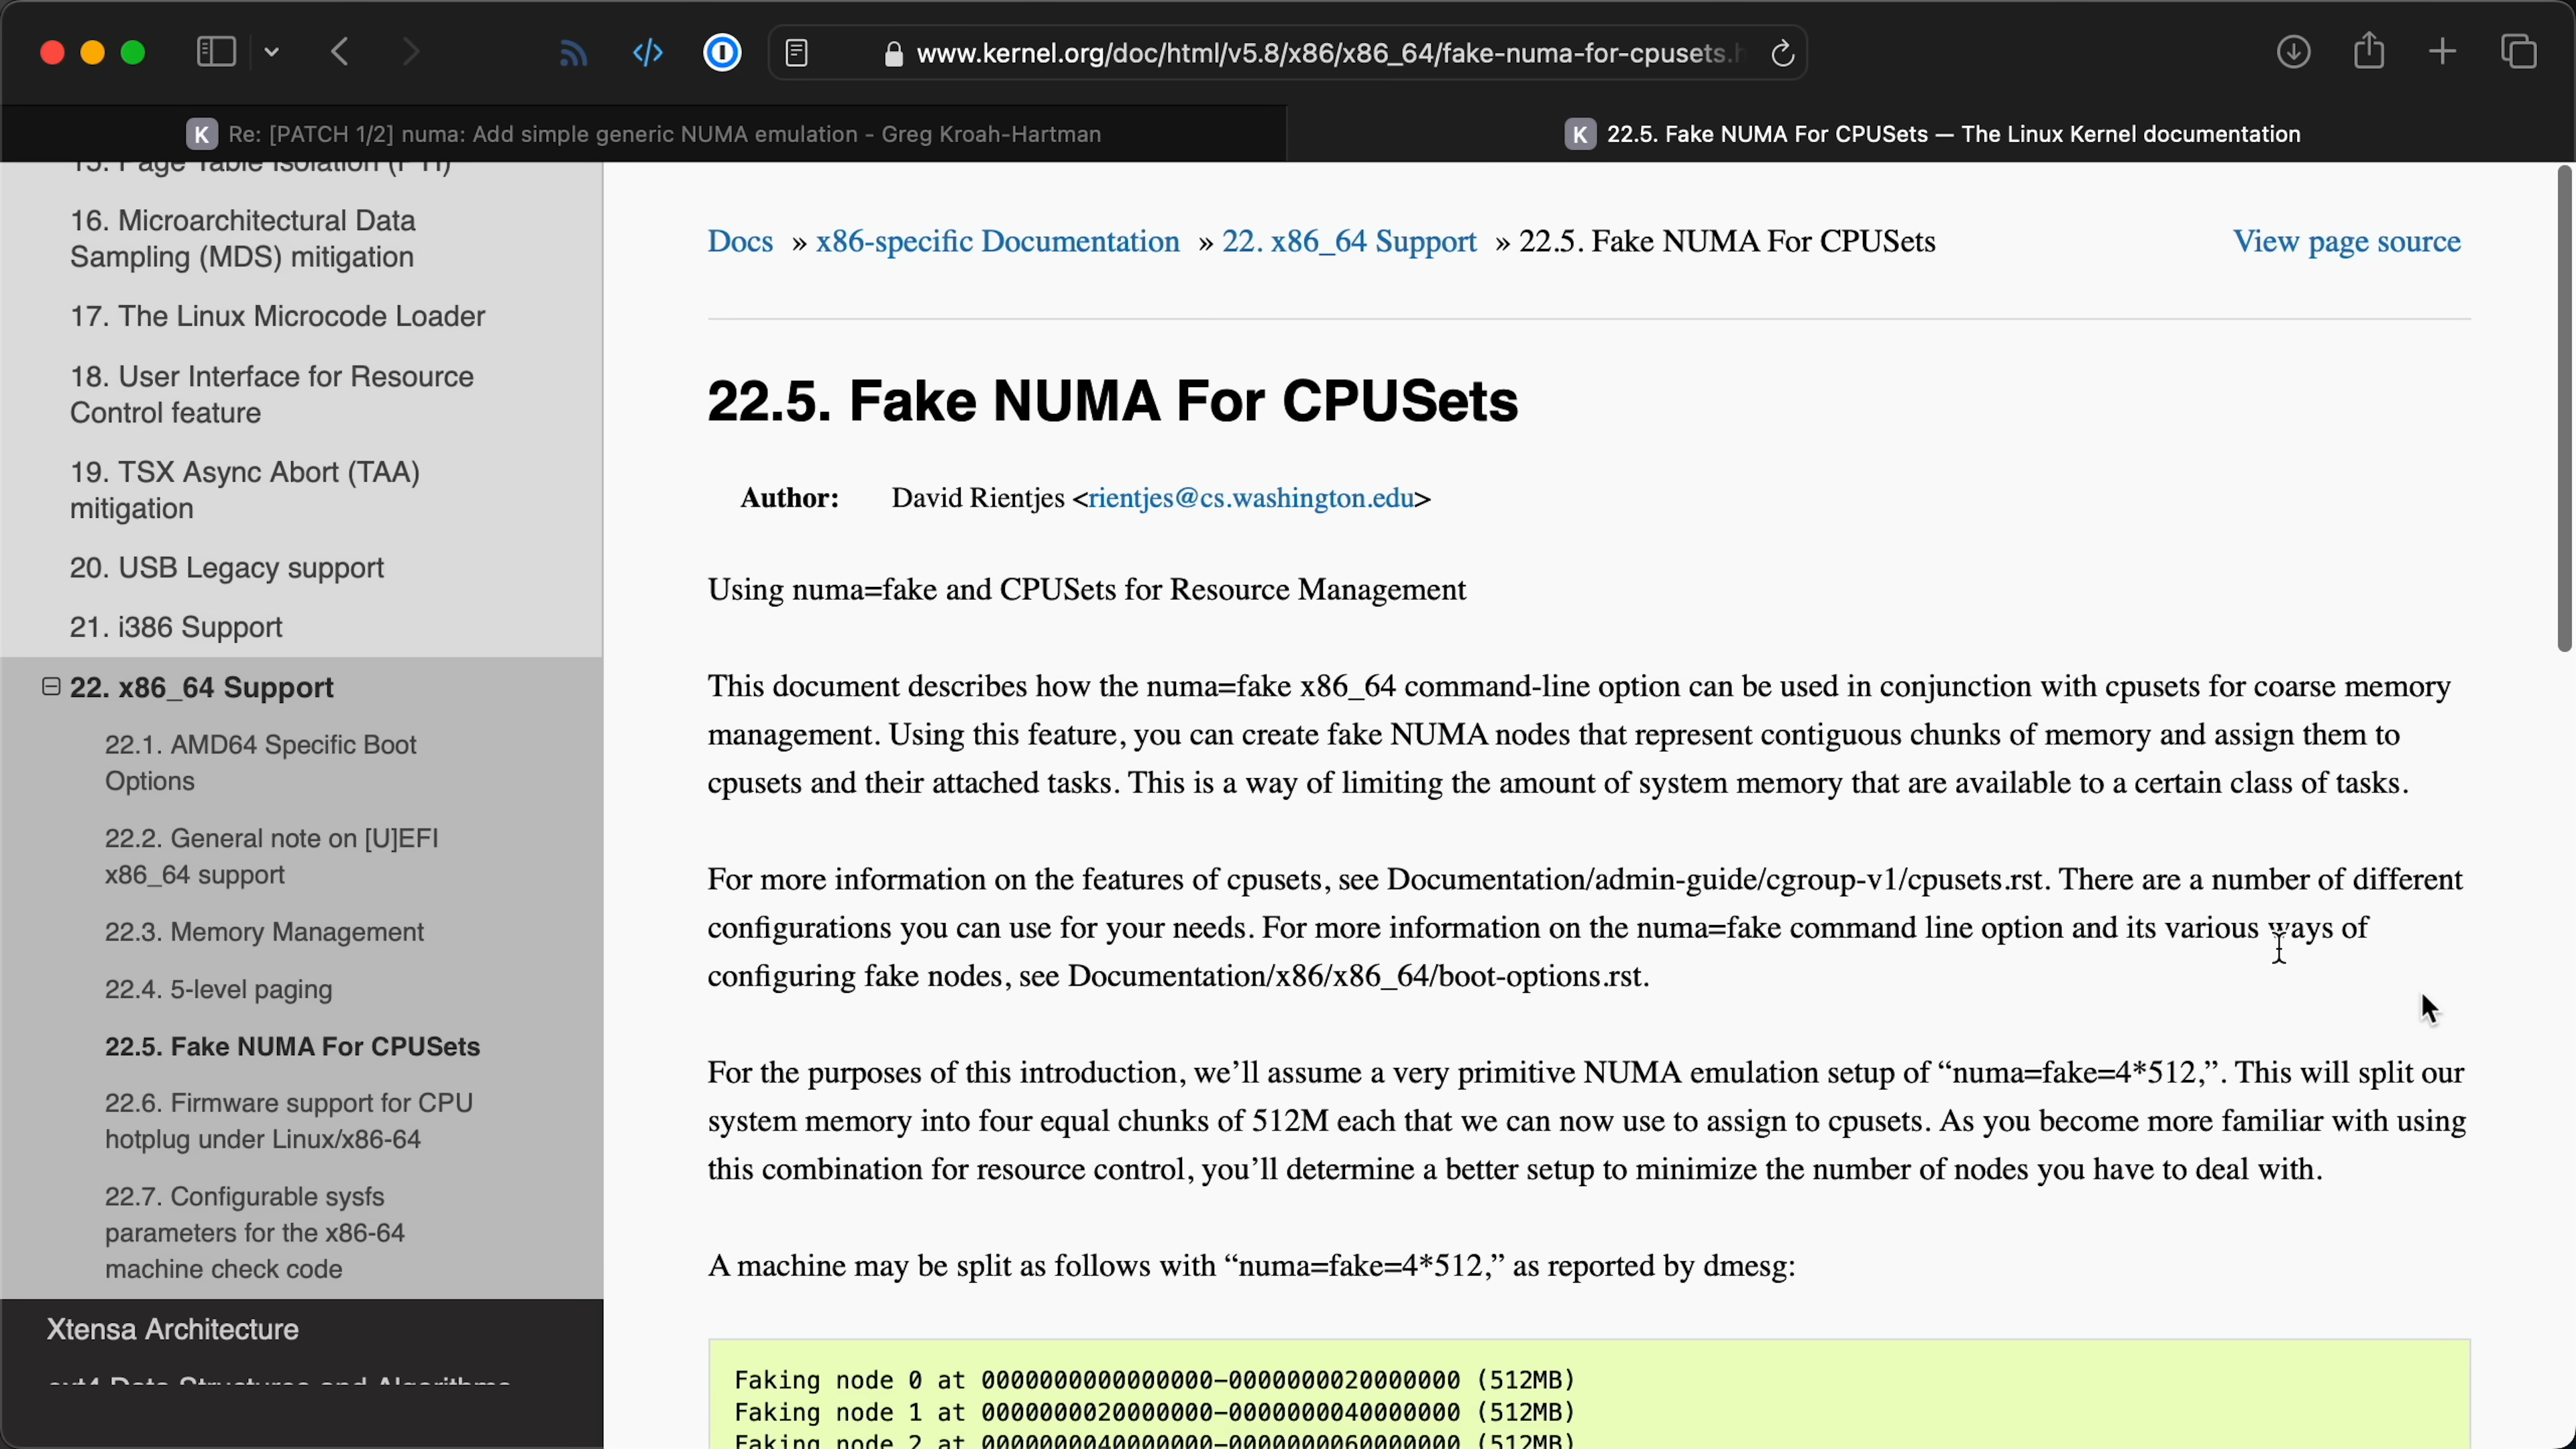 www.kernel.org/doc/html/v5.8/x86/x86_64/fake-numa-for-cpusets.h
K Re: [PATCH 1/2] numa: Add simple generic NUMA emulation - Greg Kroah-Hartman
K 22.5. Fake NUMA For CPUSets — The Linux Kernel documentation
15. Page Table Isolation (PTI)
16. Microarchitectural Data
Sampling (MDS) mitigation
17. The Linux Microcode Loader
18. User Interface for Resource
Control feature
19. TSX Async Abort (TAA)
mitigation
20. USB Legacy support
21. i386 Support
22. x86_64 Support
22.1. AMD64 Specific Boot
Options
22.2. General note on [U]EFI
x86_64 support
22.3. Memory Management
22.4. 5-level paging
22.5. Fake NUMA For CPUSets
22.6. Firmware support for CPU
hotplug under Linux/x86-64
22.7. Configurable sysfs
parameters for the x86-64
machine check code
Xtensa Architecture
ext4 Data Structures and Algorithms
Docs » x86-specific Documentation » 22. x86_64 Support » 22.5. Fake NUMA For CPUSets
View page source
22.5. Fake NUMA For CPUSets
Author: David Rientjes <rientjes@cs.washington.edu>
Using numa=fake and CPUSets for Resource Management
This document describes how the numa=fake x86_64 command-line option can be used in conjunction with cpusets for coarse memory
management. Using this feature, you can create fake NUMA nodes that represent contiguous chunks of memory and assign them to
cpusets and their attached tasks. This is a way of limiting the amount of system memory that are available to a certain class of tasks.
For more information on the features of cpusets, see Documentation/admin-guide/cgroup-v1/cpusets.rst. There are a number of different
configurations you can use for your needs. For more information on the numa=fake command line option and its various ways of
configuring fake nodes, see Documentation/x86/x86_64/boot-options.rst.
For the purposes of this introduction, we’ll assume a very primitive NUMA emulation setup of “numa=fake=4*512,”. This will split our
system memory into four equal chunks of 512M each that we can now use to assign to cpusets. As you become more familiar with using
this combination for resource control, you’ll determine a better setup to minimize the number of nodes you have to deal with.
A machine may be split as follows with “numa=fake=4*512,” as reported by dmesg:
Faking node 0 at 0000000000000000-0000000020000000 (512MB)
Faking node 1 at 0000000020000000-0000000040000000 (512MB)
Faking node 2 at 0000000040000000-0000000060000000 (512MB)